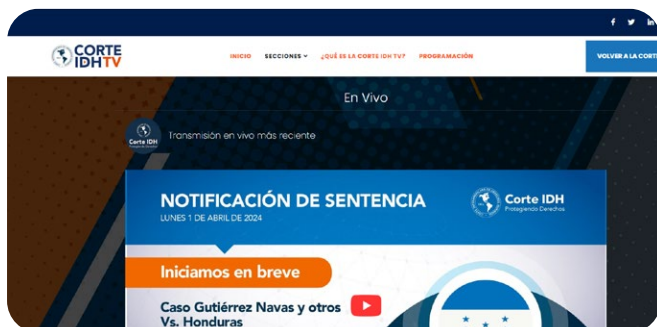 CORTE
IDHTV
INICIO SECCIONES ¿QUÉ ES LA CORTE IDH TV? PROGRAMACIÓN
VOLVER A LA CORTE
En Vivo
Corte IDH
Transmisión en vivo más reciente
NOTIFICACIÓN DE SENTENCIA
LUNES 1 DE ABRIL DE 2024
Corte IDH
Protegiendo Derechos
Iniciamos en breve
Caso Gutiérrez Navas y otros
Vs. Honduras